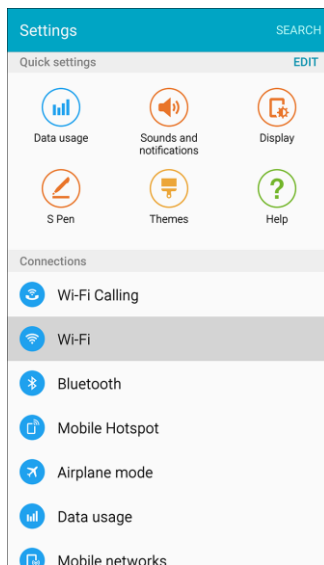 Settings SEARCH
Quick settings EDIT
Data usage Sounds and notifications Display
S Pen Themes Help
Connections
Wi-Fi Calling
Wi-Fi
Bluetooth
Mobile Hotspot
Airplane mode
Data usage
Mobile networks